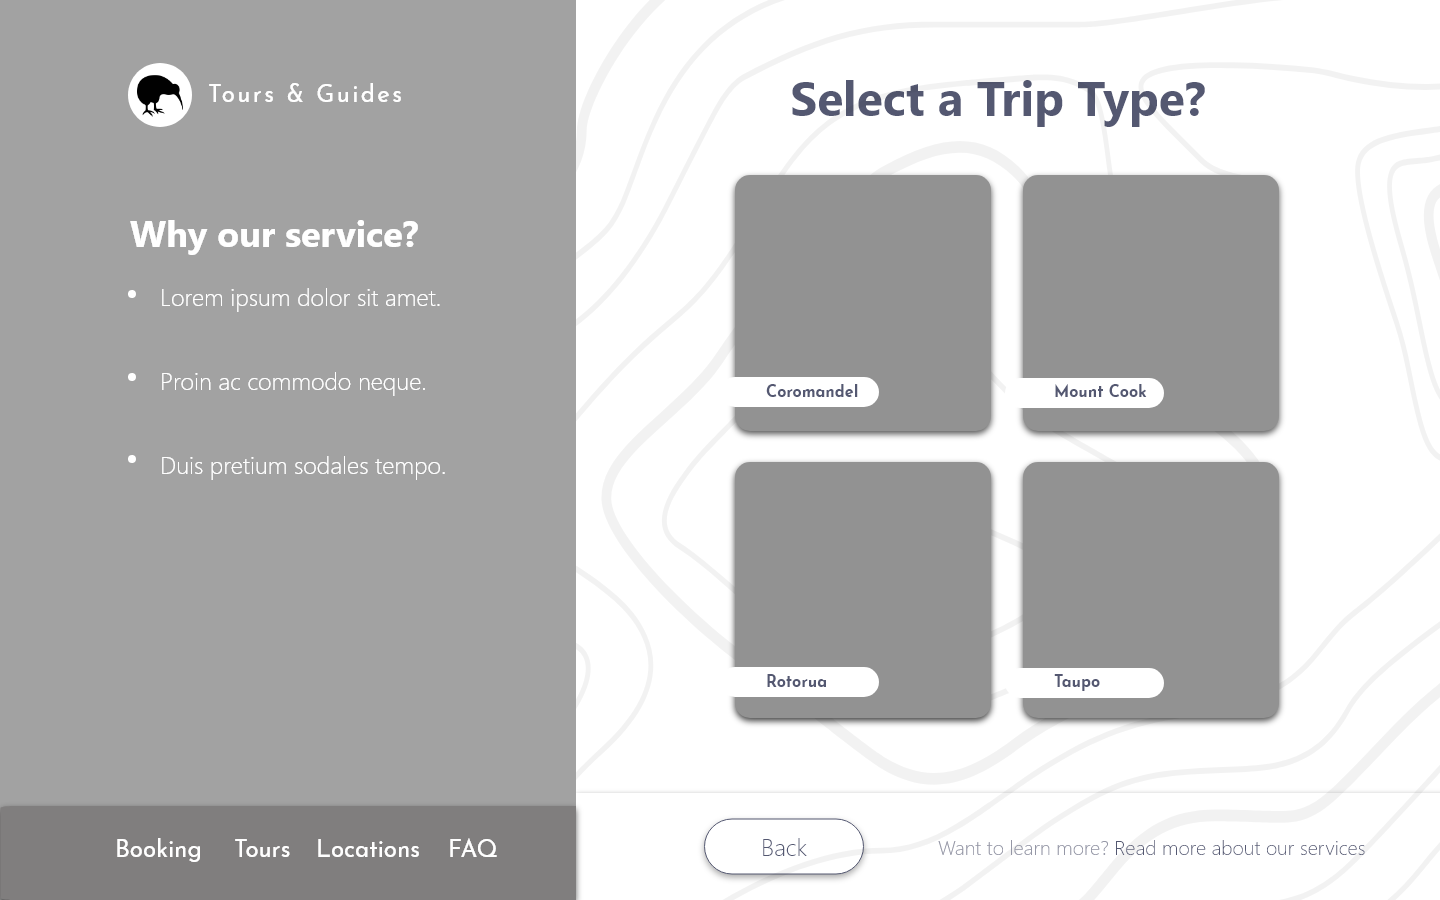 Tours & Guides
Why our service?
Lorem ipsum dolor sit amet.
Proin ac commodo neque.
Duis pretium sodales tempo.
Booking Tours Locations FAQ
Select a Trip Type?
Coromandel
Mount Cook
Rotorua
Taupo
Back
Want to learn more? Read more about our services